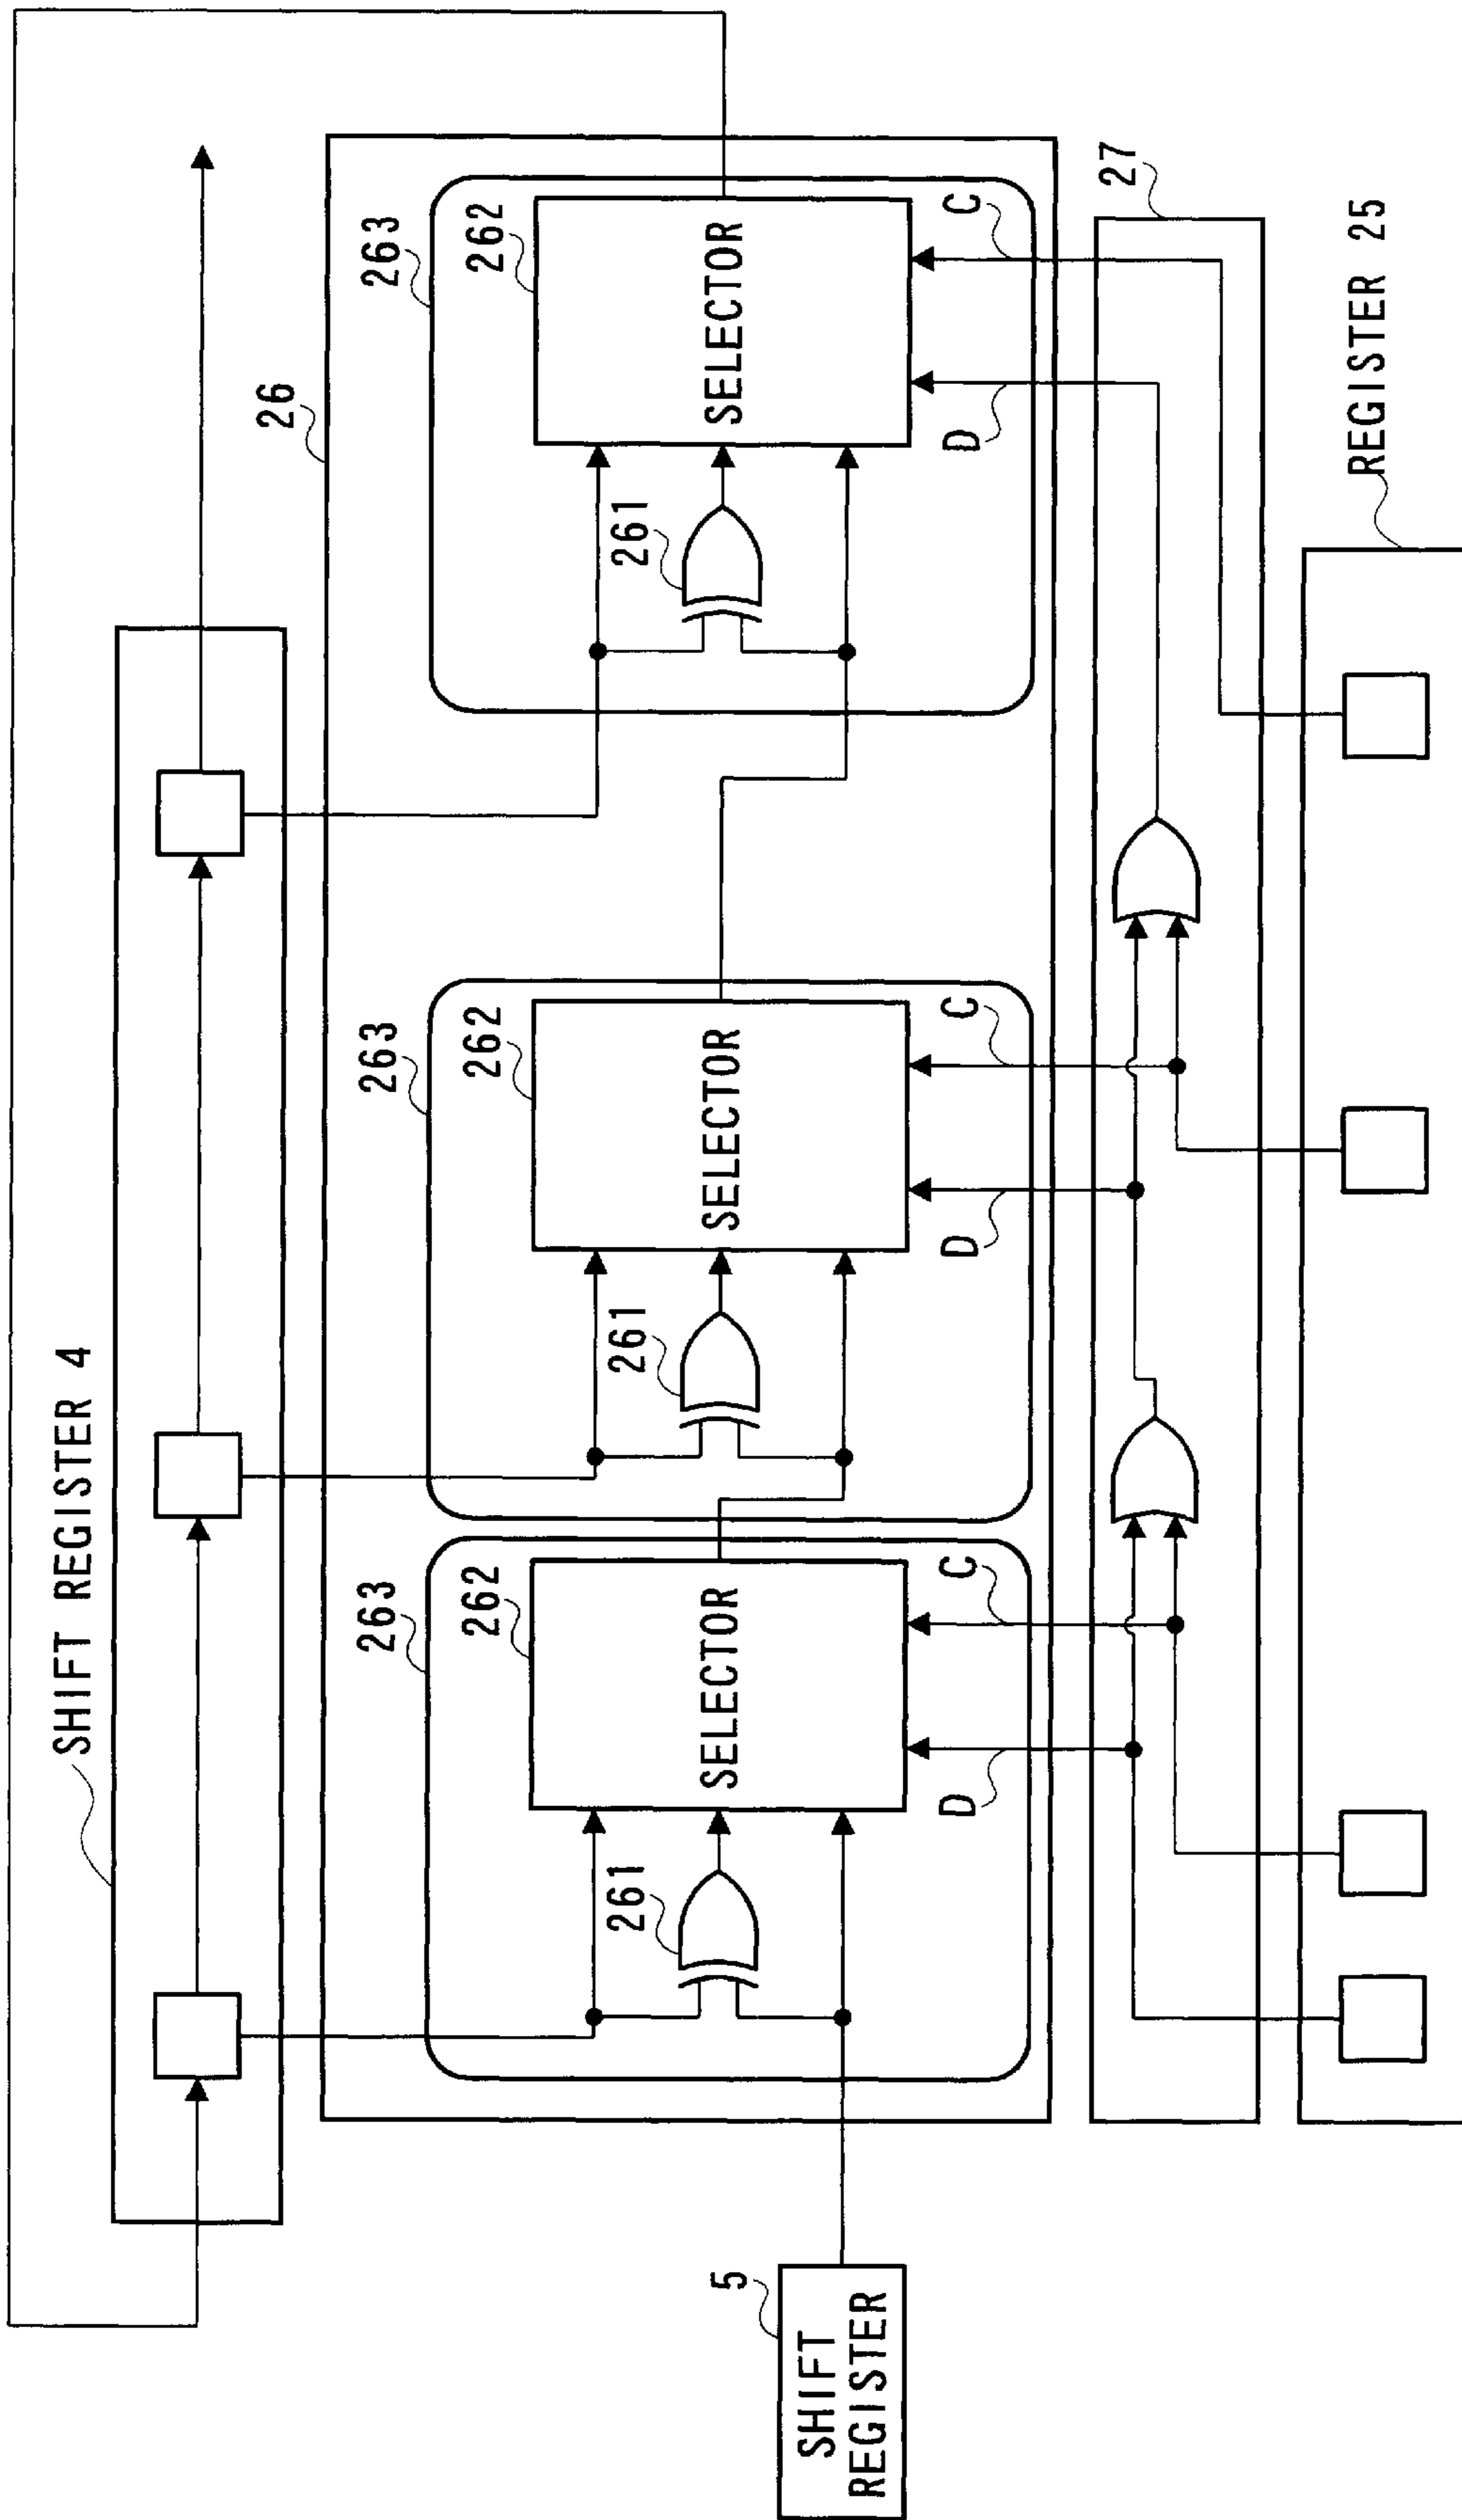 SHIFT REGISTER 4
26
263
262
261
SELECTOR
D
C
263
262
261
SELECTOR
D
C
263
262
261
SELECTOR
D
C
27
REGISTER 25
5
SHIFT
REGISTER